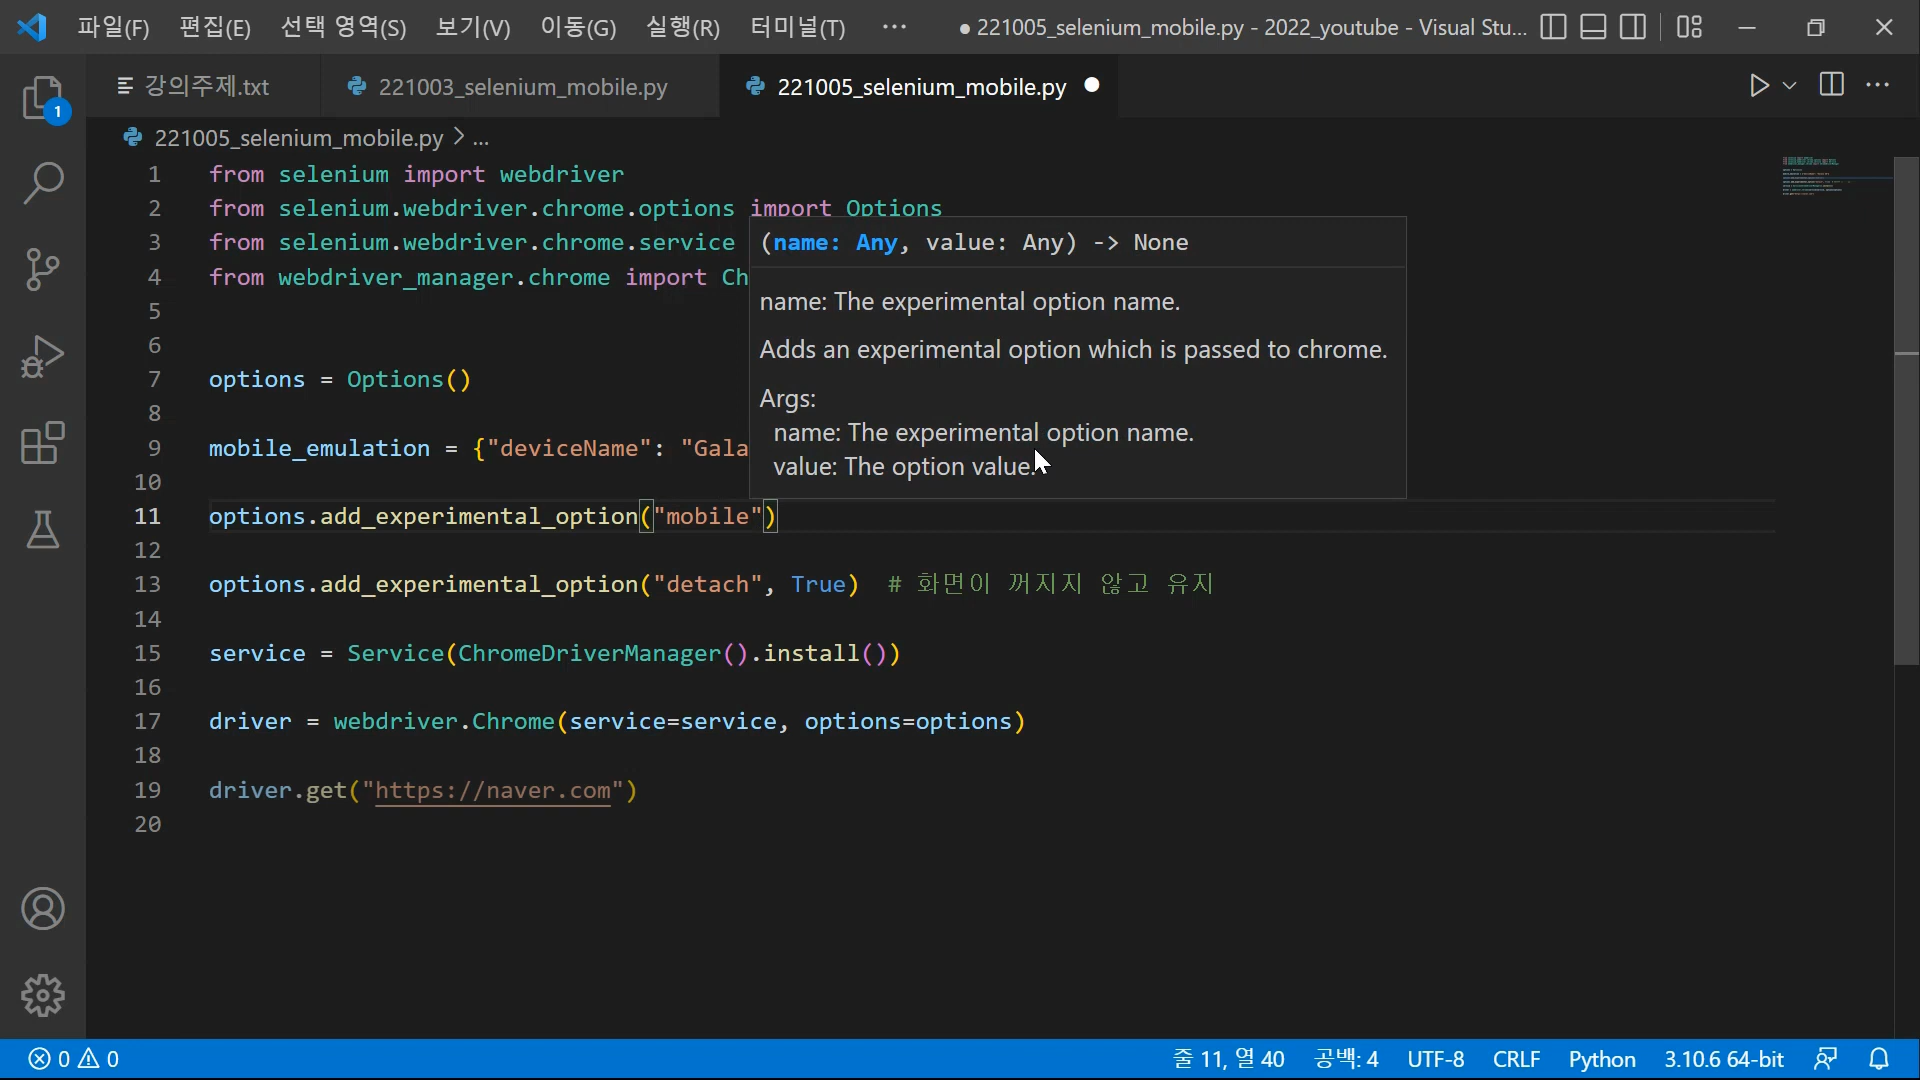 파일(F) 편집(E) 선택 영역(S) 보기(V) 이동(G) 실행(R) 터미널(T) ··· ● 221005_selenium_mobile.py - 2022_youtube - Visual Stu...
강의주제.txt 221003_selenium_mobile.py 221005_selenium_mobile.py
1
221005_selenium_mobile.py > ...
1 from selenium import webdriver
2 from selenium.webdriver.chrome.options import Options
3 from selenium.webdriver.chrome.service
(name: Any, value: Any) -> None
4 from webdriver_manager.chrome import Ch
5
name: The experimental option name.
6
Adds an experimental option which is passed to chrome.
7 options = Options()
8
Args:
name: The experimental option name.
9 mobile_emulation = {"deviceName": "Gala
value: The option value.
10
11 options.add_experimental_option("mobile")
12
13 options.add_experimental_option("detach", True) # 화면이 꺼지지 않고 유지
14
15 service = Service(ChromeDriverManager().install())
16
17 driver = webdriver.Chrome(service=service, options=options)
18
19 driver.get("https://naver.com")
20
0 0 줄 11, 열 40 공백: 4 UTF-8 CRLF Python 3.10.6 64-bit